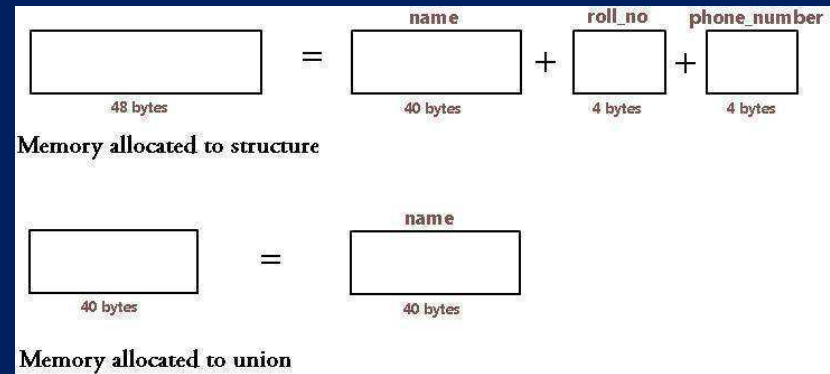 name roll_no phone_number
= + +
48 bytes 40 bytes 4 bytes 4 bytes
Memory allocated to structure
name
=
40 bytes 40 bytes
Memory allocated to union